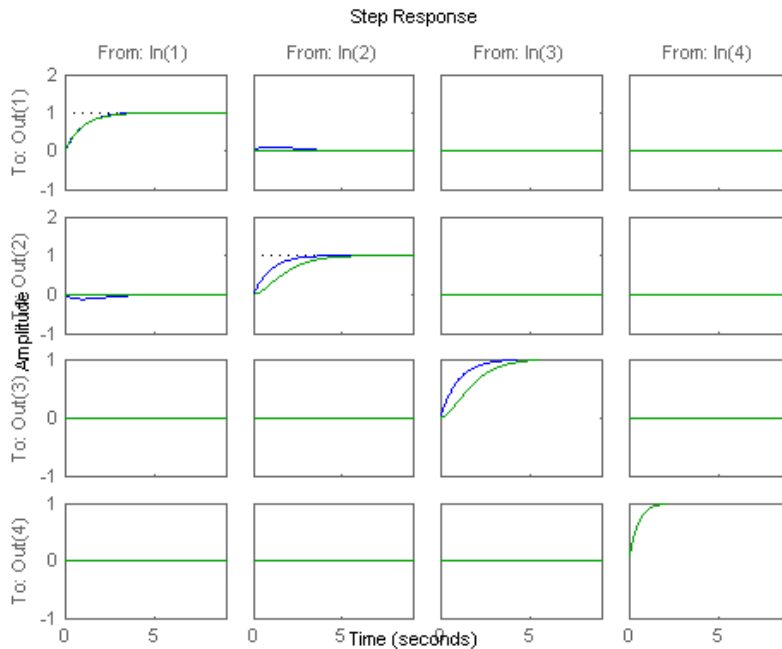 Step Response
From: In(1) From: In(2) From: In(3) From: In(4)
To: Out(1)
2
1
0
-1
To: Out(2)
2
1
0
-1
Amplitude
To: Out(3)
1
0
-1
To: Out(4)
1
0
-1
0 5 0 5 0 5 0 5
Time (seconds)